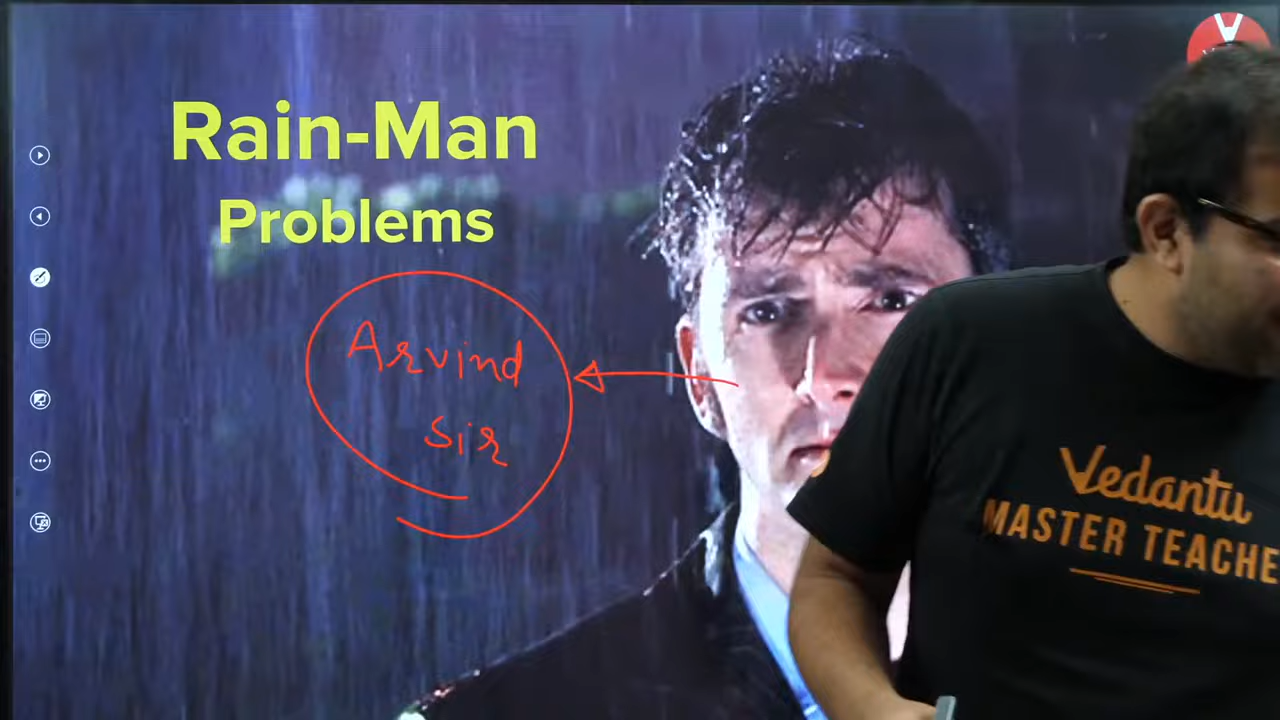 Rain-Man
Problems
Arvind
Sir
Vedantu
MASTER TEACHE